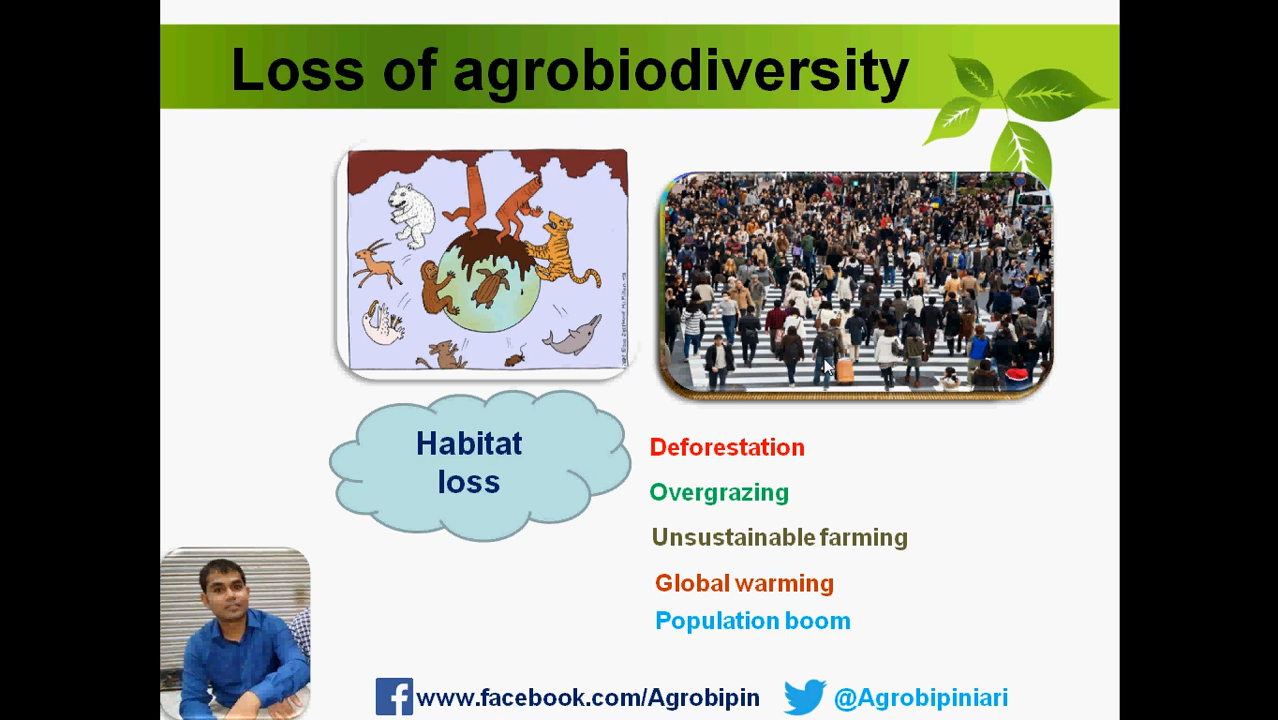 Loss of agrobiodiversity
Habitat
loss
Deforestation
Overgrazing
Unsustainable farming
Global warming
Population boom
www.facebook.com/Agrobipin
@Agrobipiniari